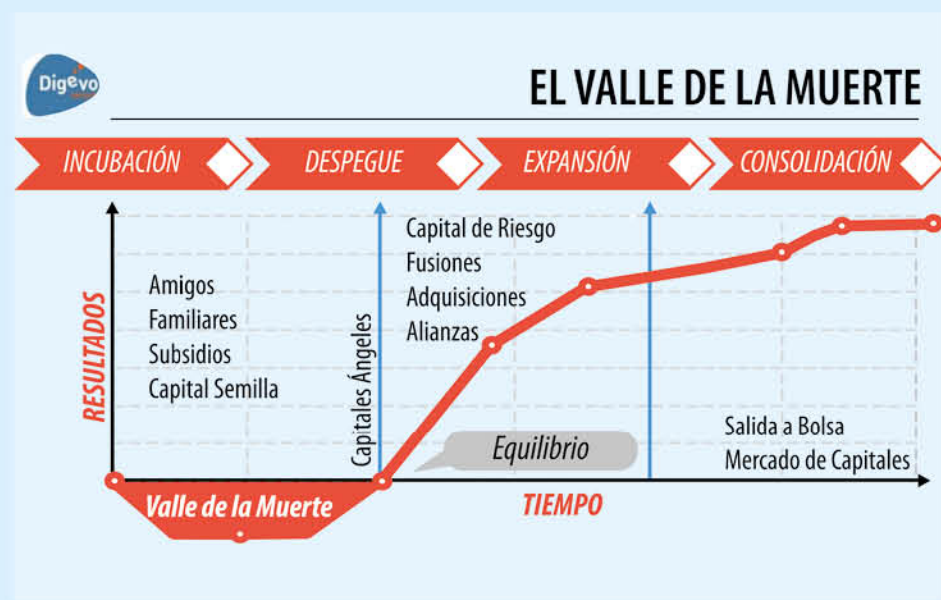 Digevo
EL VALLE DE LA MUERTE
INCUBACIÓN
DESPEGUE
EXPANSIÓN
CONSOLIDACIÓN
RESULTADOS
Amigos
Familiares
Subsidios
Capital Semilla
Capitales Ángeles
Capital de Riesgo
Fusiones
Adquisiciones
Alianzas
Equilibrio
Salida a Bolsa
Mercado de Capitales
Valle de la Muerte
TIEMPO